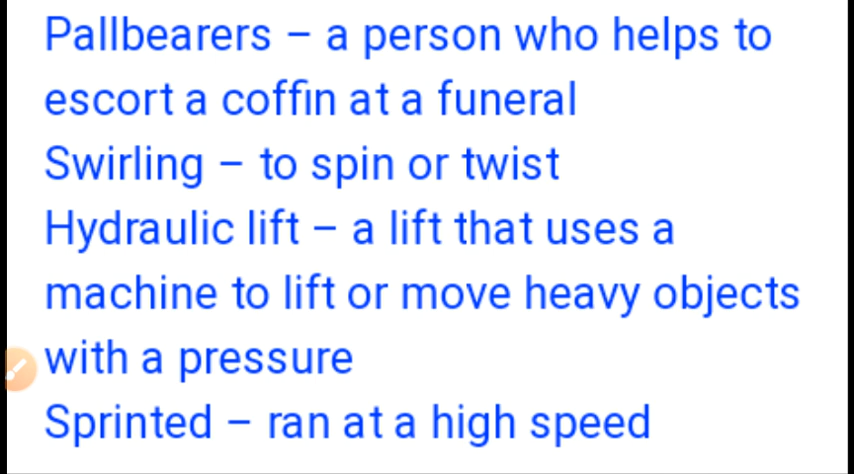 Pallbearers – a person who helps to
escort a coffin at a funeral
Swirling – to spin or twist
Hydraulic lift – a lift that uses a
machine to lift or move heavy objects
with a pressure
Sprinted – ran at a high speed